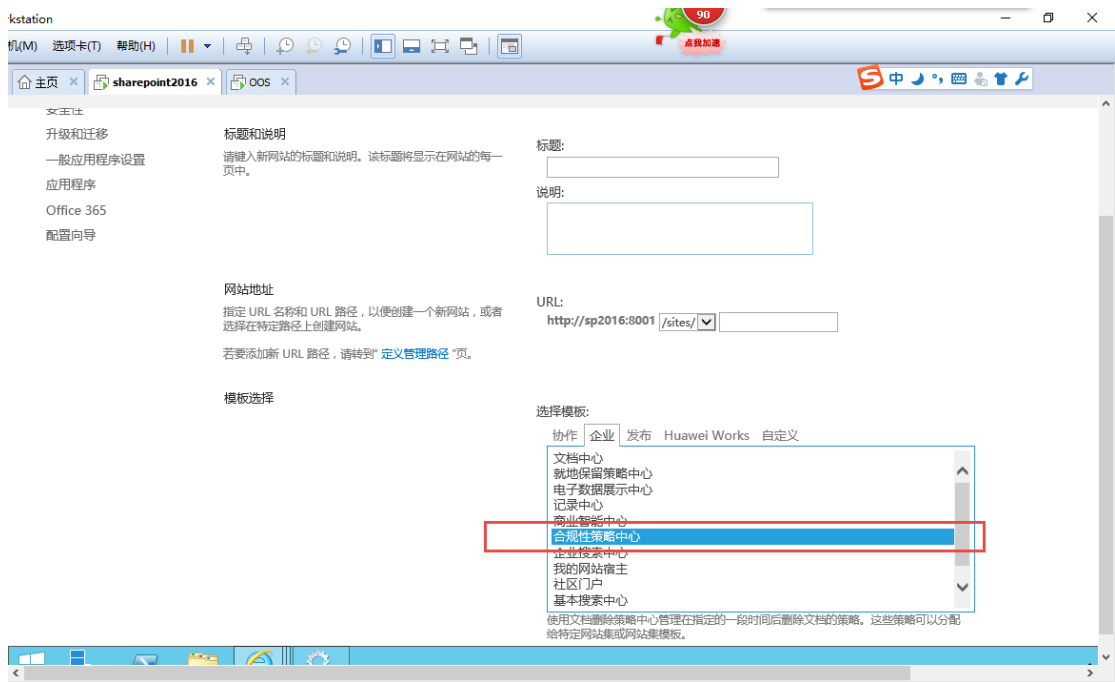 rkstation
90
点我加速
机(M) 选项卡(T) 帮助(H)
主页 sharepoint2016 OOS
中
安全性
升级和迁移
一般应用程序设置
应用程序
Office 365
配置向导
标题和说明
请键入新网站的标题和说明。该标题将显示在网站的每一
页中。
标题:
说明:
网站地址
指定 URL 名称和 URL 路径，以便创建一个新网站，或者
选择在特定路径上创建网站。
若要添加新 URL 路径，请转到" 定义管理路径 "页。
URL:
http://sp2016:8001 /sites/
模板选择
选择模板:
协作 企业 发布 Huawei Works 自定义
文档中心
就地保留策略中心
电子数据展示中心
记录中心
商业智能中心
合规性策略中心
企业搜索中心
我的网站宿主
社区门户
基本搜索中心
使用文档删除策略中心管理在指定的一段时间后删除文档的策略。这些策略可以分配
给特定网站集或网站集模板。